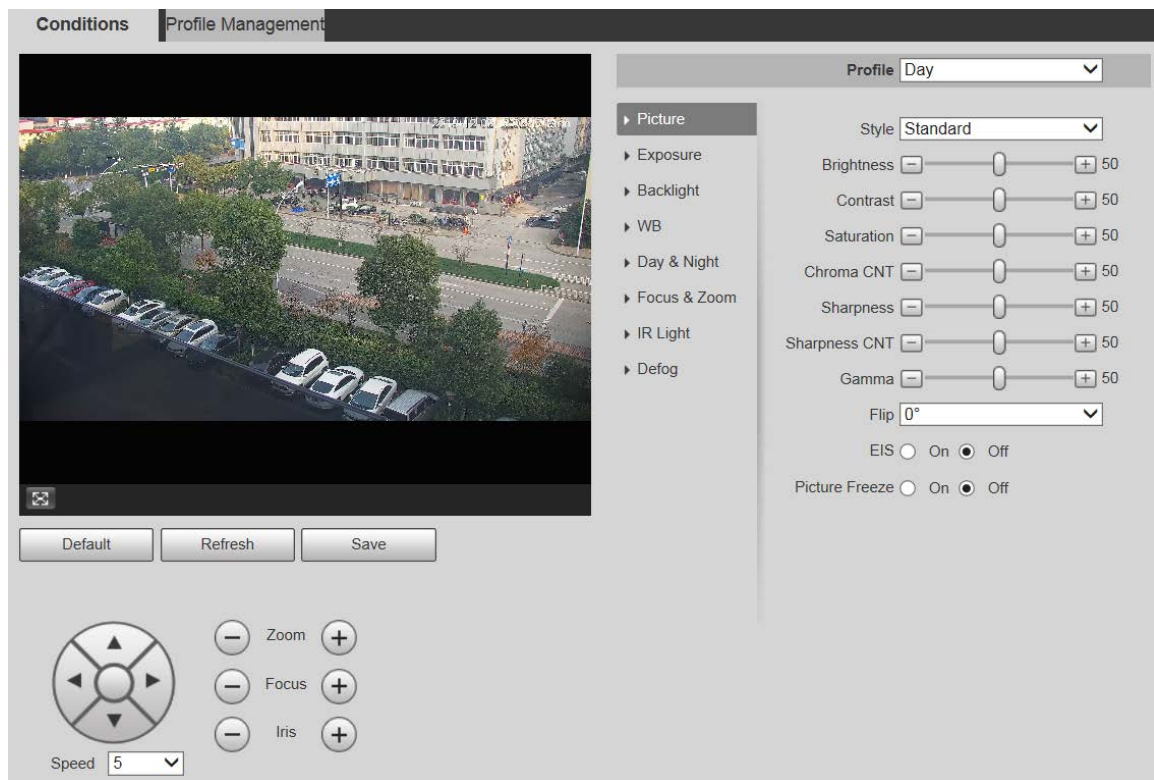 Conditions Profile Management
Profile Day
Picture
Exposure
Backlight
WB
Day & Night
Focus & Zoom
IR Light
Defog
Style Standard
Brightness 50
Contrast 50
Saturation 50
Chroma CNT 50
Sharpness 50
Sharpness CNT 50
Gamma 50
Flip 0°
EIS On Off
Picture Freeze On Off
Default Refresh Save
Zoom
Focus
Iris
Speed 5